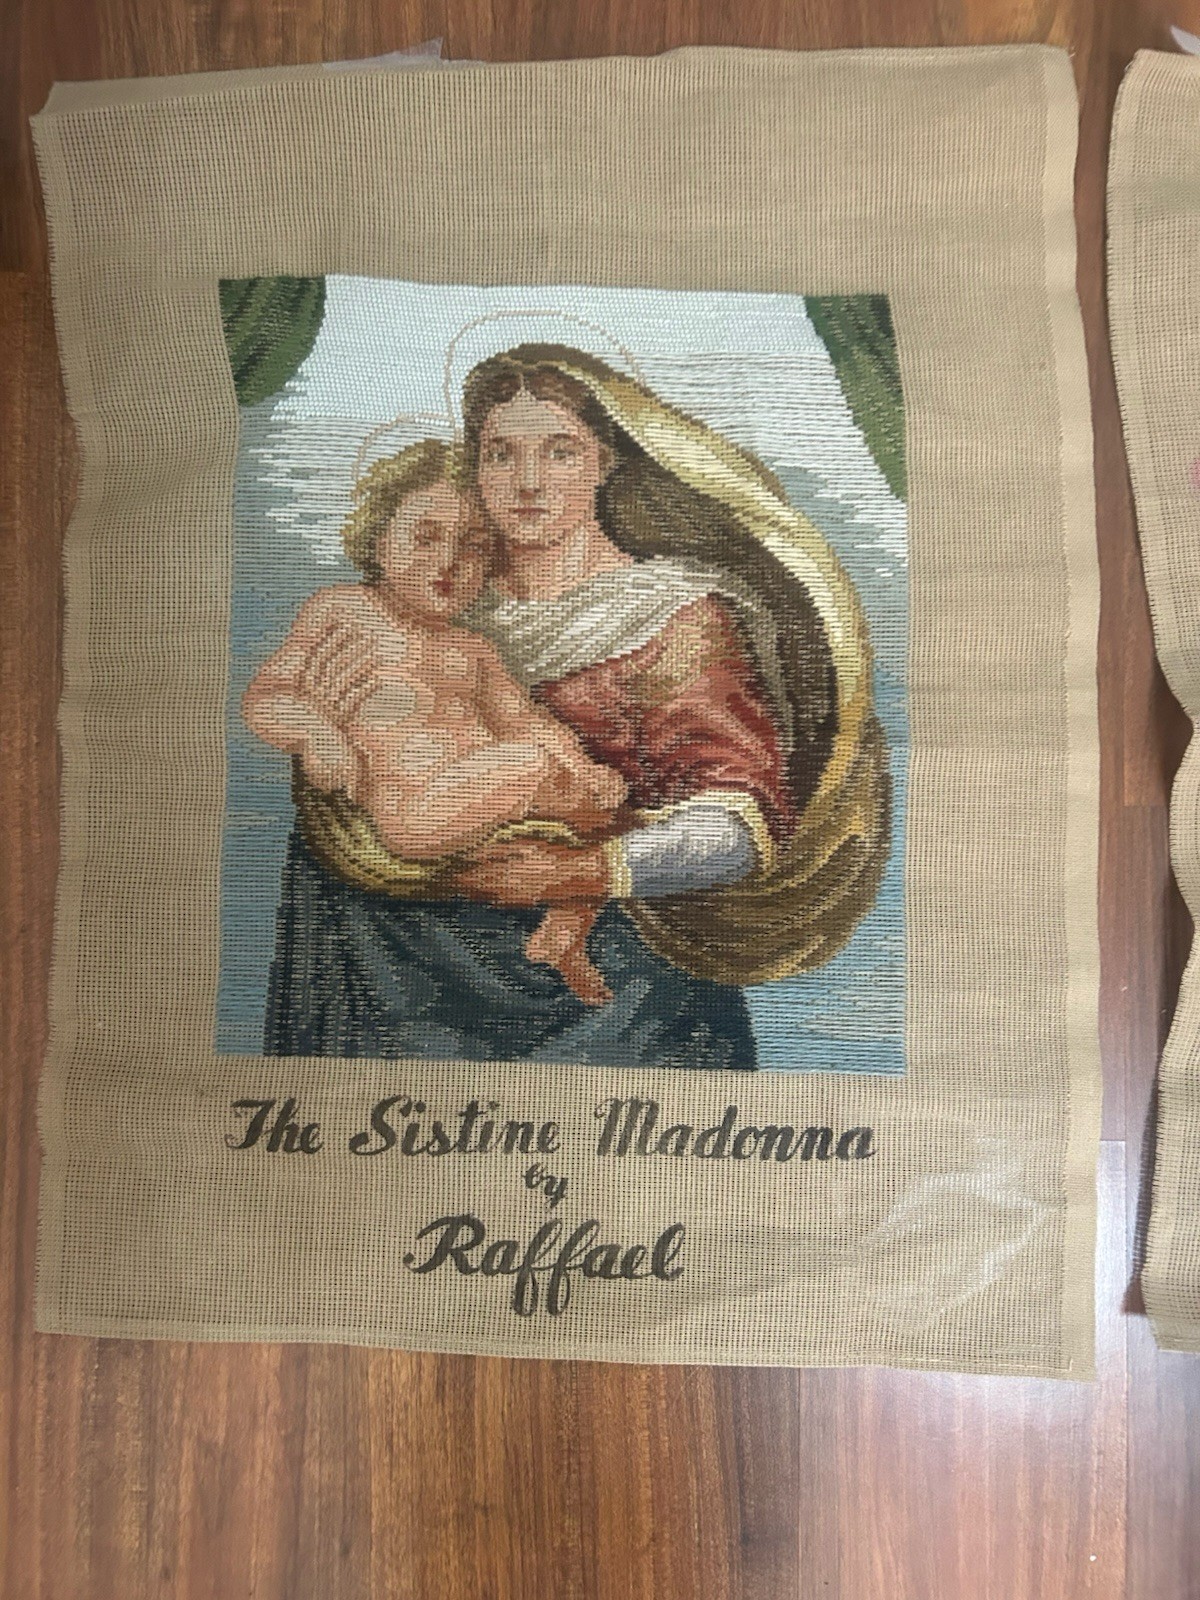 The Sistine Madonna
by
Raffael